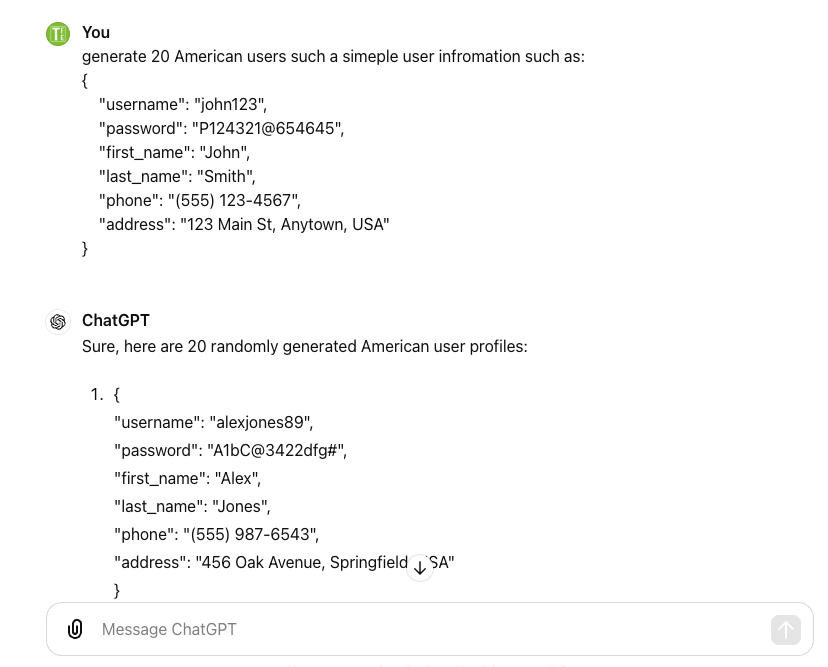 You
generate 20 American users such a simeple user infromation such as:
{
"username": "john123",
"password": "P124321@654645",
"first_name": "John",
"last_name": "Smith",
"phone": "(555) 123-4567",
"address": "123 Main St, Anytown, USA"
}
ChatGPT
Sure, here are 20 randomly generated American user profiles:
1. {
"username": "alexjones89",
"password": "A1bC@3422dfg#",
"first_name": "Alex",
"last_name": "Jones",
"phone": "(555) 987-6543",
"address": "456 Oak Avenue, Springfield, USA"
}
Message ChatGPT